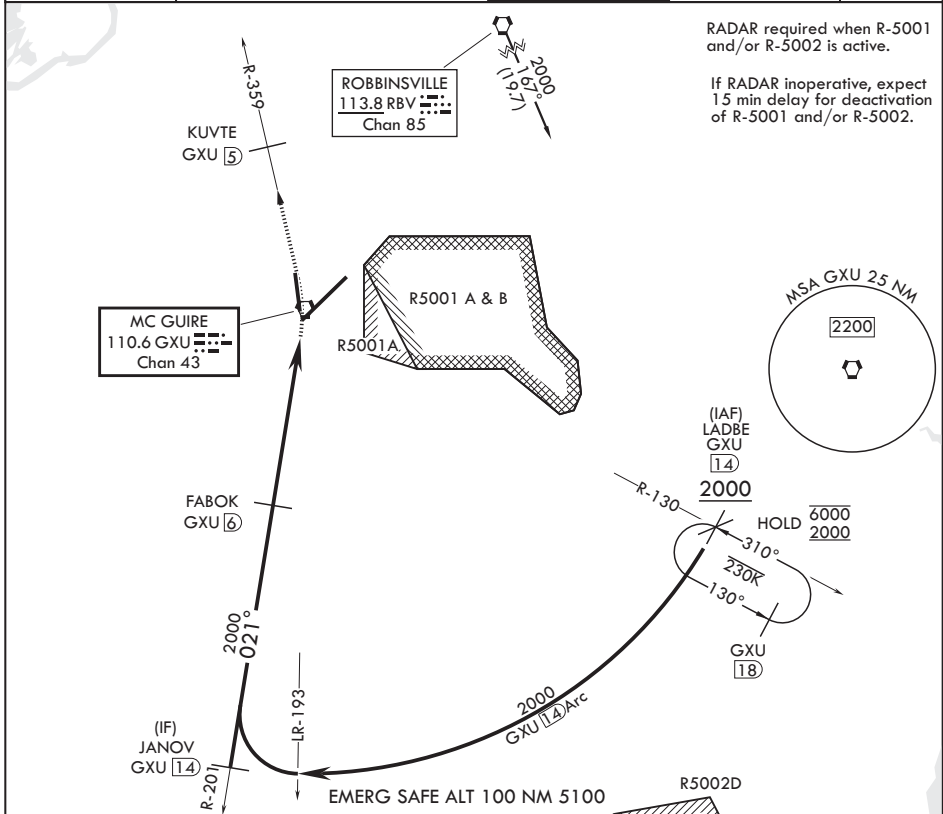 RADAR required when R-5001
and/or R-5002 is active.
If RADAR inoperative, expect
15 min delay for deactivation
of R-5001 and/or R-5002.
R-359
ROBBINSVILLE
113.8 RBV
Chan 85
2000
167°
(19.7)
KUVTE
GXU 5
MC GUIRE
110.6 GXU
Chan 43
R5001 A & B
R5001A
MSA GXU 25 NM
2200
(IAF)
LADBE
GXU
14
2000
R-130
HOLD 6000
2000
310°
230K
130°
GXU
18
FABOK
GXU 6
2000
021°
LR-193
2000
GXU 14 Arc
(IF)
JANOV
GXU 14
R-201
EMERG SAFE ALT 100 NM 5100
R5002D